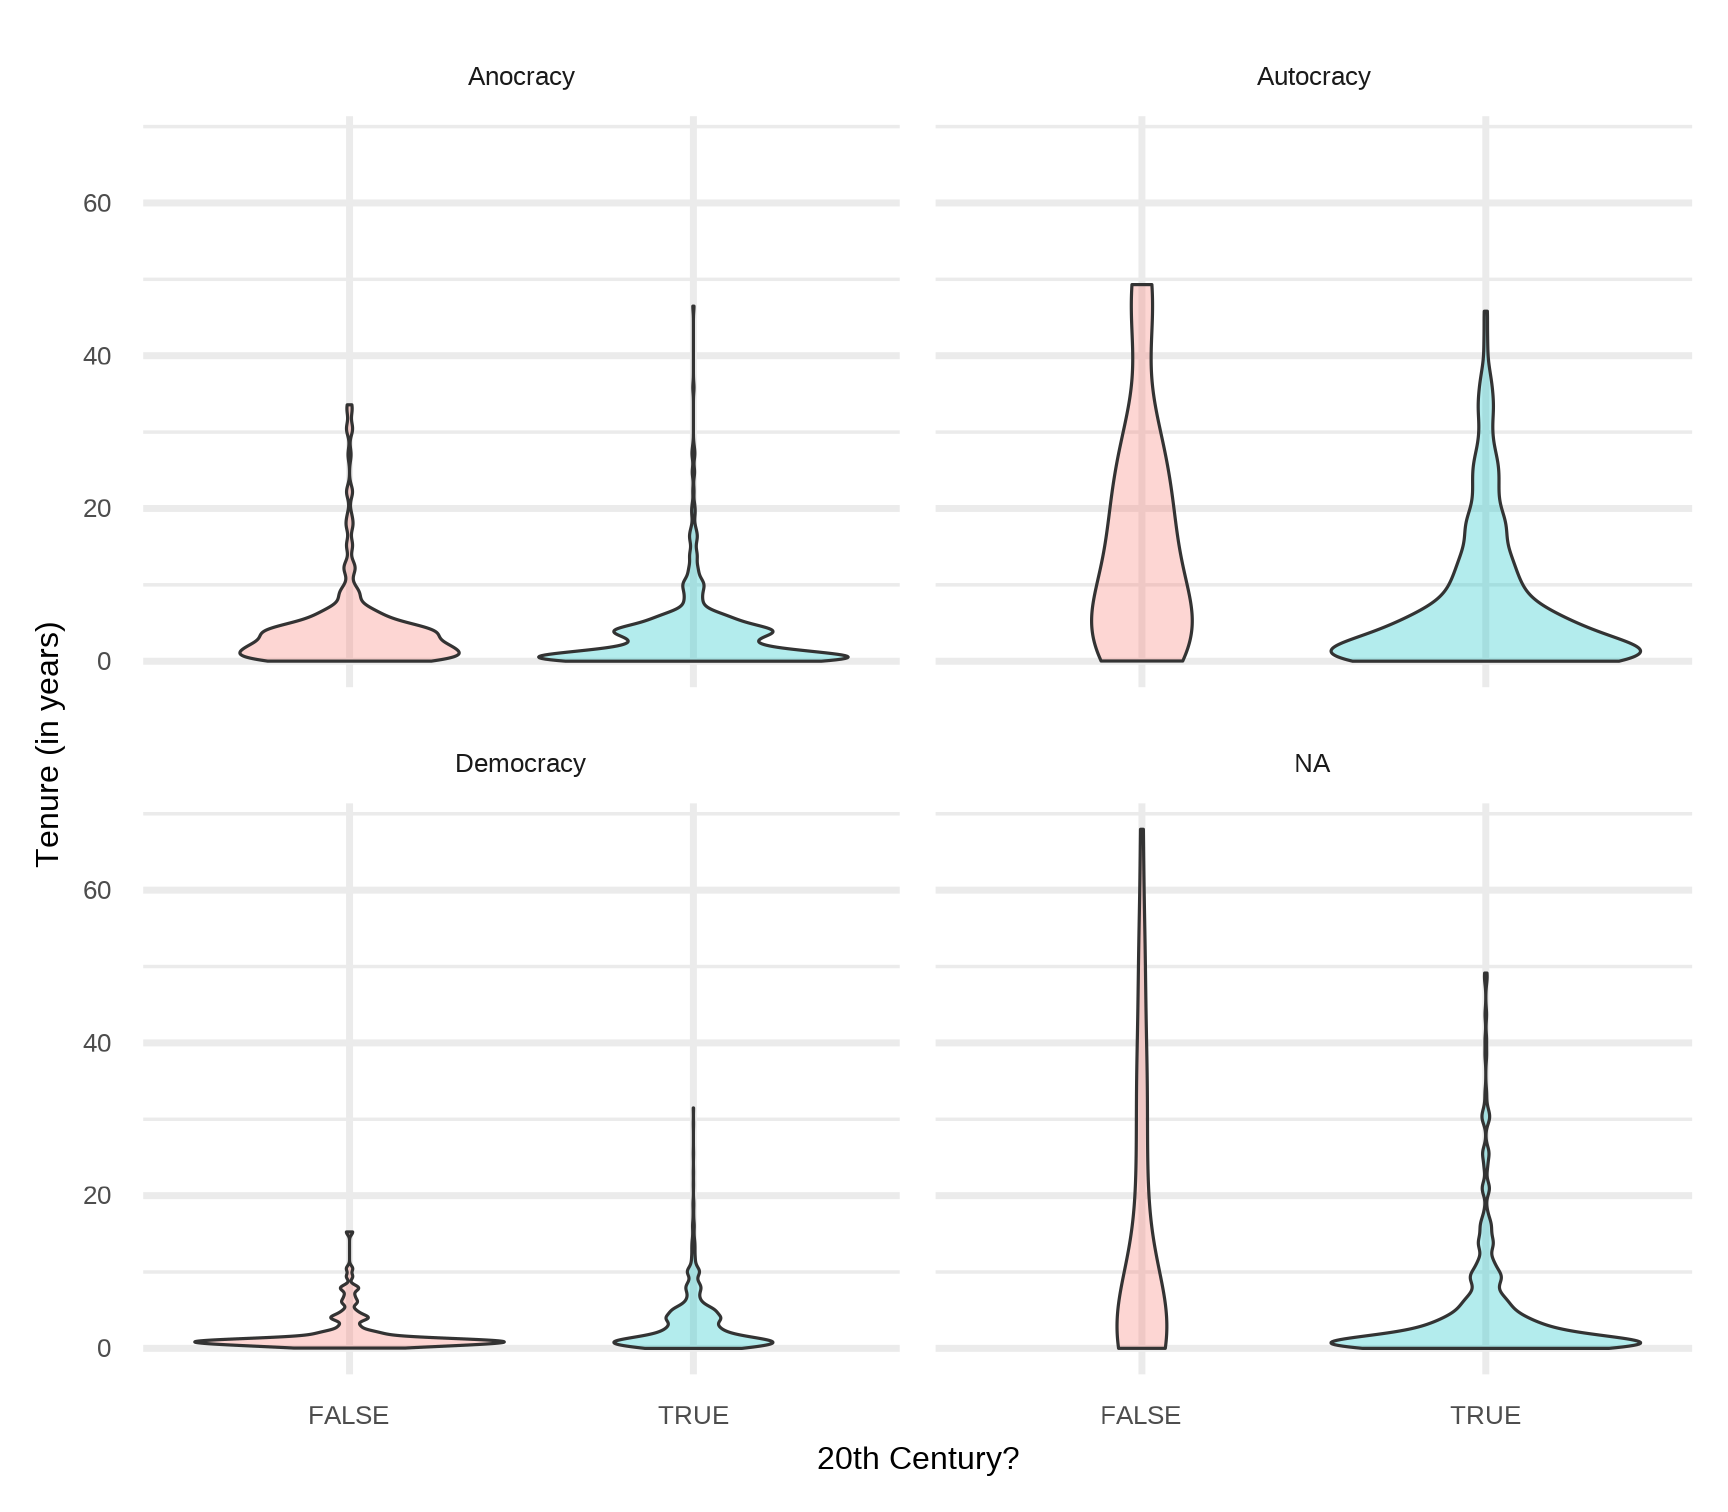 Anocracy
Autocracy
60
40
20
0
Democracy
NA
60
40
20
0
FALSE
TRUE
FALSE
TRUE
20th Century?
Tenure (in years)